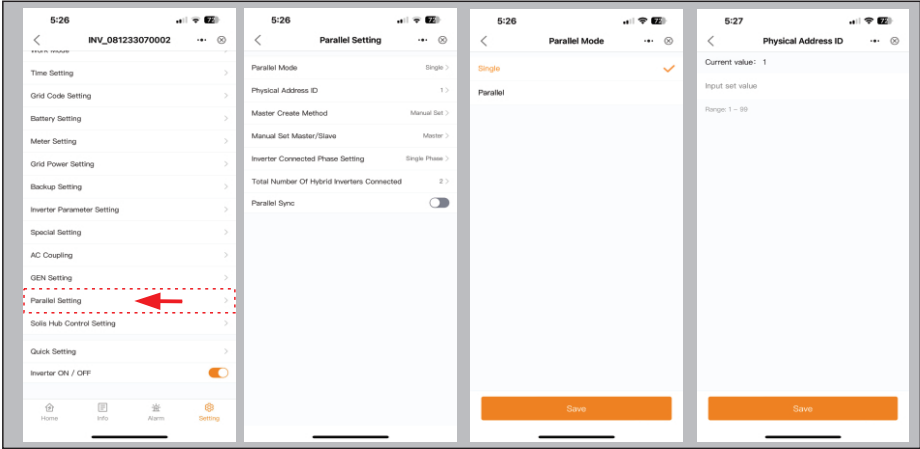 5:26
73
INV_081233070002
Work Mode
Time Setting
Grid Code Setting
Battery Setting
Meter Setting
Grid Power Setting
Backup Setting
Inverter Parameter Setting
Special Setting
AC Coupling
GEN Setting
Parallel Setting
Solis Hub Control Setting
Quick Setting
Inverter ON / OFF
Home Info Alarm Setting
5:26
73
Parallel Setting
Parallel Mode Single
Physical Address ID 1
Master Create Method Manual Set
Manual Set Master/Slave Master
Inverter Connected Phase Setting Single Phase
Total Number Of Hybrid Inverters Connected 2
Parallel Sync
5:26
73
Parallel Mode
Single
Parallel
Save
5:27
73
Physical Address ID
Current value: 1
Input set value
Range: 1 ~ 99
Save